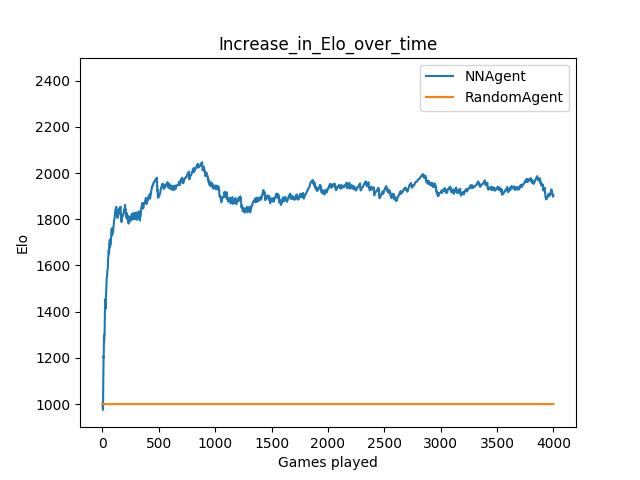 Increase_in_Elo_over_time
NNAgent
RandomAgent
Elo
2400
2200
2000
1800
1600
1400
1200
1000
0 500 1000 1500 2000 2500 3000 3500 4000
Games played